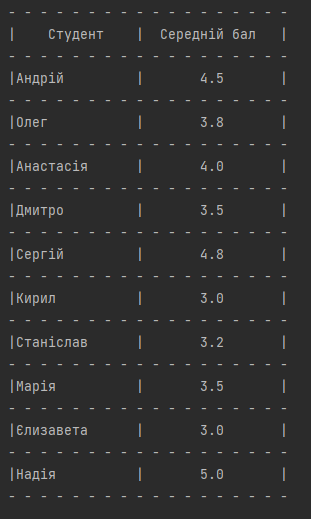 - - - - - - - - - - - - - - - - - -
|    Студент    |  Середній бал   |
- - - - - - - - - - - - - - - - - -
|Андрій         |       4.5       |
- - - - - - - - - - - - - - - - - -
|Олег           |       3.8       |
- - - - - - - - - - - - - - - - - -
|Анастасія      |       4.0       |
- - - - - - - - - - - - - - - - - -
|Дмитро         |       3.5       |
- - - - - - - - - - - - - - - - - -
|Сергій         |       4.8       |
- - - - - - - - - - - - - - - - - -
|Кирил          |       3.0       |
- - - - - - - - - - - - - - - - - -
|Станіслав      |       3.2       |
- - - - - - - - - - - - - - - - - -
|Марія          |       3.5       |
- - - - - - - - - - - - - - - - - -
|Єлизавета      |       3.0       |
- - - - - - - - - - - - - - - - - -
|Надія          |       5.0       |
- - - - - - - - - - - - - - - - - -